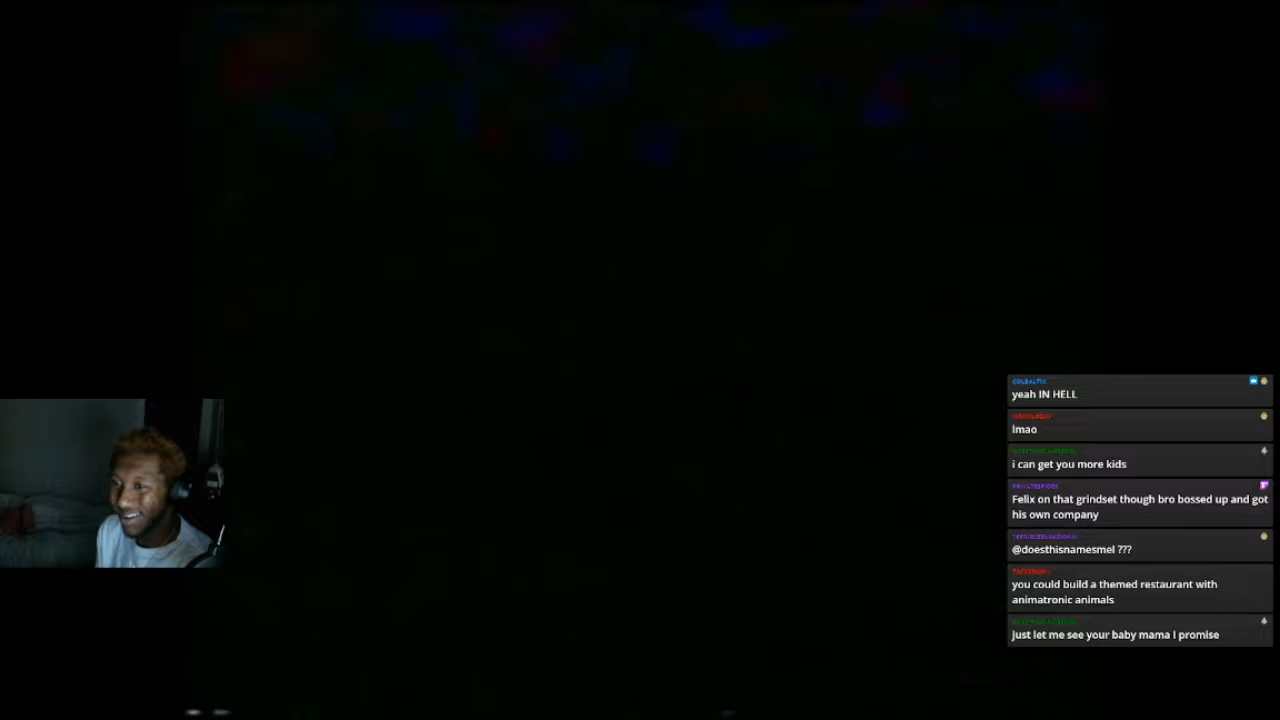 COLBALTIX
yeah IN HELL
lmao
i can get you more kids
Felix on that grindset though bro bossed up and got
his own company
@doesthisnamesmel ???
you could build a themed restaurant with
animatronic animals
just let me see your baby mama I promise